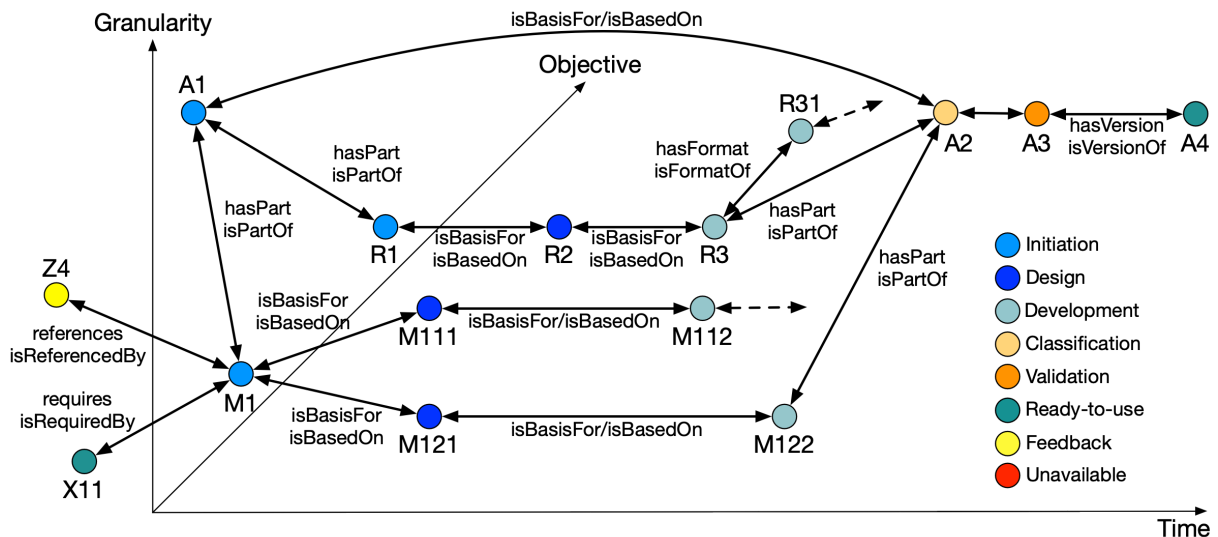 isBasisFor/isBasedOn
Granularity
Objective
A1
R31
hasFormat
isFormatOf
A2
A3
hasVersion
isVersionOf
A4
hasPart
isPartOf
hasPart
isPartOf
hasPart
isPartOf
R1
isBasisFor
isBasedOn
R2
isBasisFor
isBasedOn
R3
hasPart
isPartOf
Z4
references
isReferencedBy
isBasisFor
isBasedOn
M111
isBasisFor/isBasedOn
M112
requires
isRequiredBy
M1
isBasisFor
isBasedOn
M121
isBasisFor/isBasedOn
M122
X11
Initiation
Design
Development
Classification
Validation
Ready-to-use
Feedback
Unavailable
Time